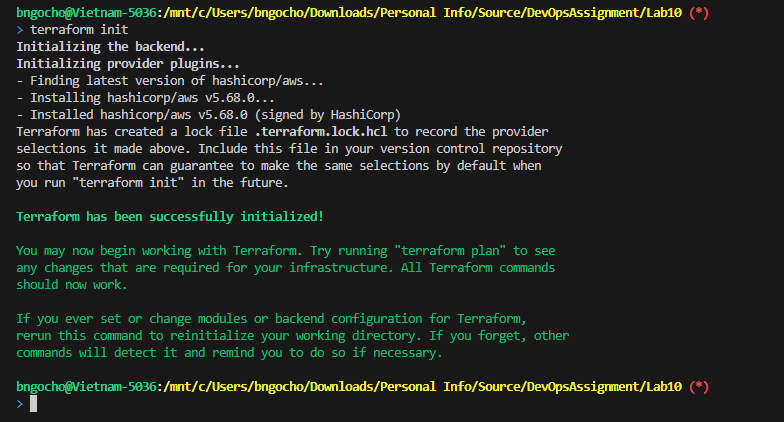 bngocho@Vietnam-5036:/mnt/c/Users/bngocho/Downloads/Personal Info/Source/DevOpsAssignment/Lab10 (*)
> terraform init
Initializing the backend...
Initializing provider plugins...
- Finding latest version of hashicorp/aws...
- Installing hashicorp/aws v5.68.0...
- Installed hashicorp/aws v5.68.0 (signed by HashiCorp)
Terraform has created a lock file .terraform.lock.hcl to record the provider
selections it made above. Include this file in your version control repository
so that Terraform can guarantee to make the same selections by default when
you run "terraform init" in the future.
Terraform has been successfully initialized!
You may now begin working with Terraform. Try running "terraform plan" to see
any changes that are required for your infrastructure. All Terraform commands
should now work.
If you ever set or change modules or backend configuration for Terraform,
rerun this command to reinitialize your working directory. If you forget, other
commands will detect it and remind you to do so if necessary.
bngocho@Vietnam-5036:/mnt/c/Users/bngocho/Downloads/Personal Info/Source/DevOpsAssignment/Lab10 (*)
>